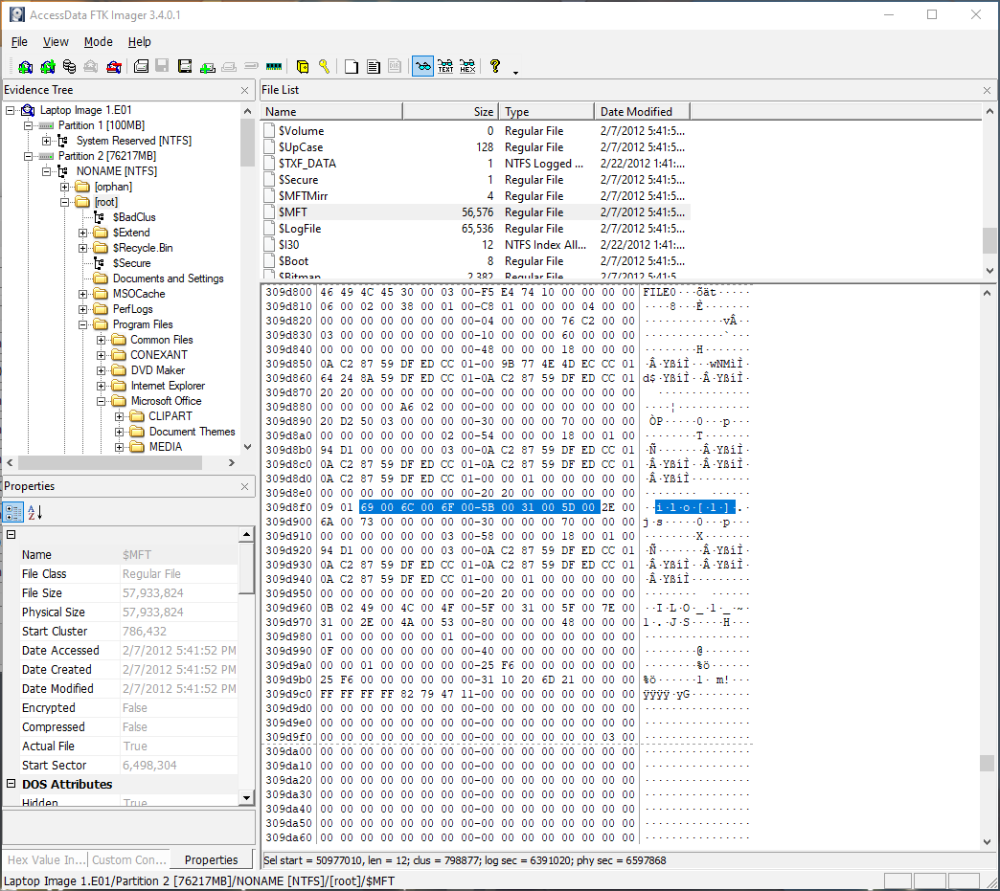 AccessData FTK Imager 3.4.0.1
File View Mode Help
Evidence Tree
Laptop Image 1.E01
Partition 1 [100MB]
System Reserved [NTFS]
Partition 2 [76217MB]
NONAME [NTFS]
[orphan]
[root]
$BadClus
$Extend
$Recycle.Bin
$Secure
Documents and Settings
MSOCache
PerfLogs
Program Files
Common Files
CONEXANT
DVD Maker
Internet Explorer
Microsoft Office
CLIPART
Document Themes
MEDIA
File List
Name Size Type Date Modified
$Volume 0 Regular File 2/7/2012 5:41:5...
$UpCase 128 Regular File 2/7/2012 5:41:5...
$TXF_DATA 1 NTFS Logged ... 2/22/2012 1:41:...
$Secure 1 Regular File 2/7/2012 5:41:5...
$MFTMirr 4 Regular File 2/7/2012 5:41:5...
$MFT 56,576 Regular File 2/7/2012 5:41:5...
$LogFile 65,536 Regular File 2/7/2012 5:41:5...
$I30 12 NTFS Index All... 2/22/2012 1:41:...
$Boot 8 Regular File 2/7/2012 5:41:5...
$Bitmap 2,382 Regular File 2/7/2012 5:41:5...
309d800 46 49 4C 45 30 00 03 00-F5 E4 74 10 00 00 00 00 FILE0···õät·····
309d810 06 00 02 00 38 00 01 00-C8 01 00 00 00 04 00 00 ····8···È·······
309d820 00 00 00 00 00 00 00 00-04 00 00 00 76 C2 00 00 ············vÂ··
309d830 03 00 00 00 00 00 00 00-10 00 00 00 60 00 00 00 ············`···
309d840 00 00 00 00 00 00 00 00-48 00 00 00 18 00 00 00 ········H·······
309d850 0A C2 87 59 DF ED CC 01-00 9B 77 4E 4D EC CC 01 ·Â·YßíÌ···wNMìÌ·
309d860 64 24 8A 59 DF ED CC 01-0A C2 87 59 DF ED CC 01 d$·YßíÌ··Â·YßíÌ·
309d870 20 20 00 00 00 00 00 00-00 00 00 00 00 00 00 00   ··············
309d880 00 00 00 00 A6 02 00 00-00 00 00 00 00 00 00 00 ····¦···········
309d890 20 D2 50 03 00 00 00 00-30 00 00 00 70 00 00 00  ÒP·····0···p···
309d8a0 00 00 00 00 00 00 02 00-54 00 00 00 18 00 01 00 ········T·······
309d8b0 94 D1 00 00 00 00 03 00-0A C2 87 59 DF ED CC 01 ·Ñ·······Â·YßíÌ·
309d8c0 0A C2 87 59 DF ED CC 01-0A C2 87 59 DF ED CC 01 ·Â·YßíÌ··Â·YßíÌ·
309d8d0 0A C2 87 59 DF ED CC 01-00 00 01 00 00 00 00 00 ·Â·YßíÌ·········
309d8e0 00 00 00 00 00 00 00 00-20 20 00 00 00 00 00 00 ········  ······
309d8f0 09 01 69 00 6C 00 6F 00-5B 00 31 00 5D 00 2E 00 ··i·l·o·[·1·]·.·
309d900 6A 00 73 00 00 00 00 00-30 00 00 00 70 00 00 00 j·s·····0···p···
309d910 00 00 00 00 00 00 03 00-58 00 00 00 18 00 01 00 ········X·······
309d920 94 D1 00 00 00 00 03 00-0A C2 87 59 DF ED CC 01 ·Ñ·······Â·YßíÌ·
309d930 0A C2 87 59 DF ED CC 01-0A C2 87 59 DF ED CC 01 ·Â·YßíÌ··Â·YßíÌ·
309d940 0A C2 87 59 DF ED CC 01-00 00 01 00 00 00 00 00 ·Â·YßíÌ·········
309d950 00 00 00 00 00 00 00 00-20 20 00 00 00 00 00 00 ········  ······
309d960 0B 02 49 00 4C 00 4F 00-5F 00 31 00 5F 00 7E 00 ··I·L·O·_·1·_·~·
309d970 31 00 2E 00 4A 00 53 00-80 00 00 00 48 00 00 00 1·.·J·S·····H···
309d980 01 00 00 00 00 00 01 00-00 00 00 00 00 00 00 00 ················
309d990 0F 00 00 00 00 00 00 00-40 00 00 00 00 00 00 00 ········@·······
309d9a0 00 00 01 00 00 00 00 00-25 F6 00 00 00 00 00 00 ········%ö······
309d9b0 25 F6 00 00 00 00 00 00-31 10 20 6D 21 00 00 00 %ö······1· m!···
309d9c0 FF FF FF FF 82 79 47 11-00 00 00 00 00 00 00 00 ÿÿÿÿ·yG·········
309d9d0 00 00 00 00 00 00 00 00-00 00 00 00 00 00 00 00 ················
309d9e0 00 00 00 00 00 00 00 00-00 00 00 00 00 00 00 00 ················
309d9f0 00 00 00 00 00 00 00 00-00 00 00 00 00 00 03 00 ················
309da00 00 00 00 00 00 00 00 00-00 00 00 00 00 00 00 00 ················
309da10 00 00 00 00 00 00 00 00-00 00 00 00 00 00 00 00 ················
309da20 00 00 00 00 00 00 00 00-00 00 00 00 00 00 00 00 ················
309da30 00 00 00 00 00 00 00 00-00 00 00 00 00 00 00 00 ················
309da40 00 00 00 00 00 00 00 00-00 00 00 00 00 00 00 00 ················
309da50 00 00 00 00 00 00 00 00-00 00 00 00 00 00 00 00 ················
309da60 00 00 00 00 00 00 00 00-00 00 00 00 00 00 00 00 ················
Properties
Name $MFT
File Class Regular File
File Size 57,933,824
Physical Size 57,933,824
Start Cluster 786,432
Date Accessed 2/7/2012 5:41:52 PM
Date Created 2/7/2012 5:41:52 PM
Date Modified 2/7/2012 5:41:52 PM
Encrypted False
Compressed False
Actual File True
Start Sector 6,498,304
DOS Attributes
Hidden True
Hex Value In... Custom Con... Properties
Sel start = 50977010, len = 12; clus = 798877; log sec = 6391020; phy sec = 6597868
Laptop Image 1.E01/Partition 2 [76217MB]/NONAME [NTFS]/[root]/$MFT